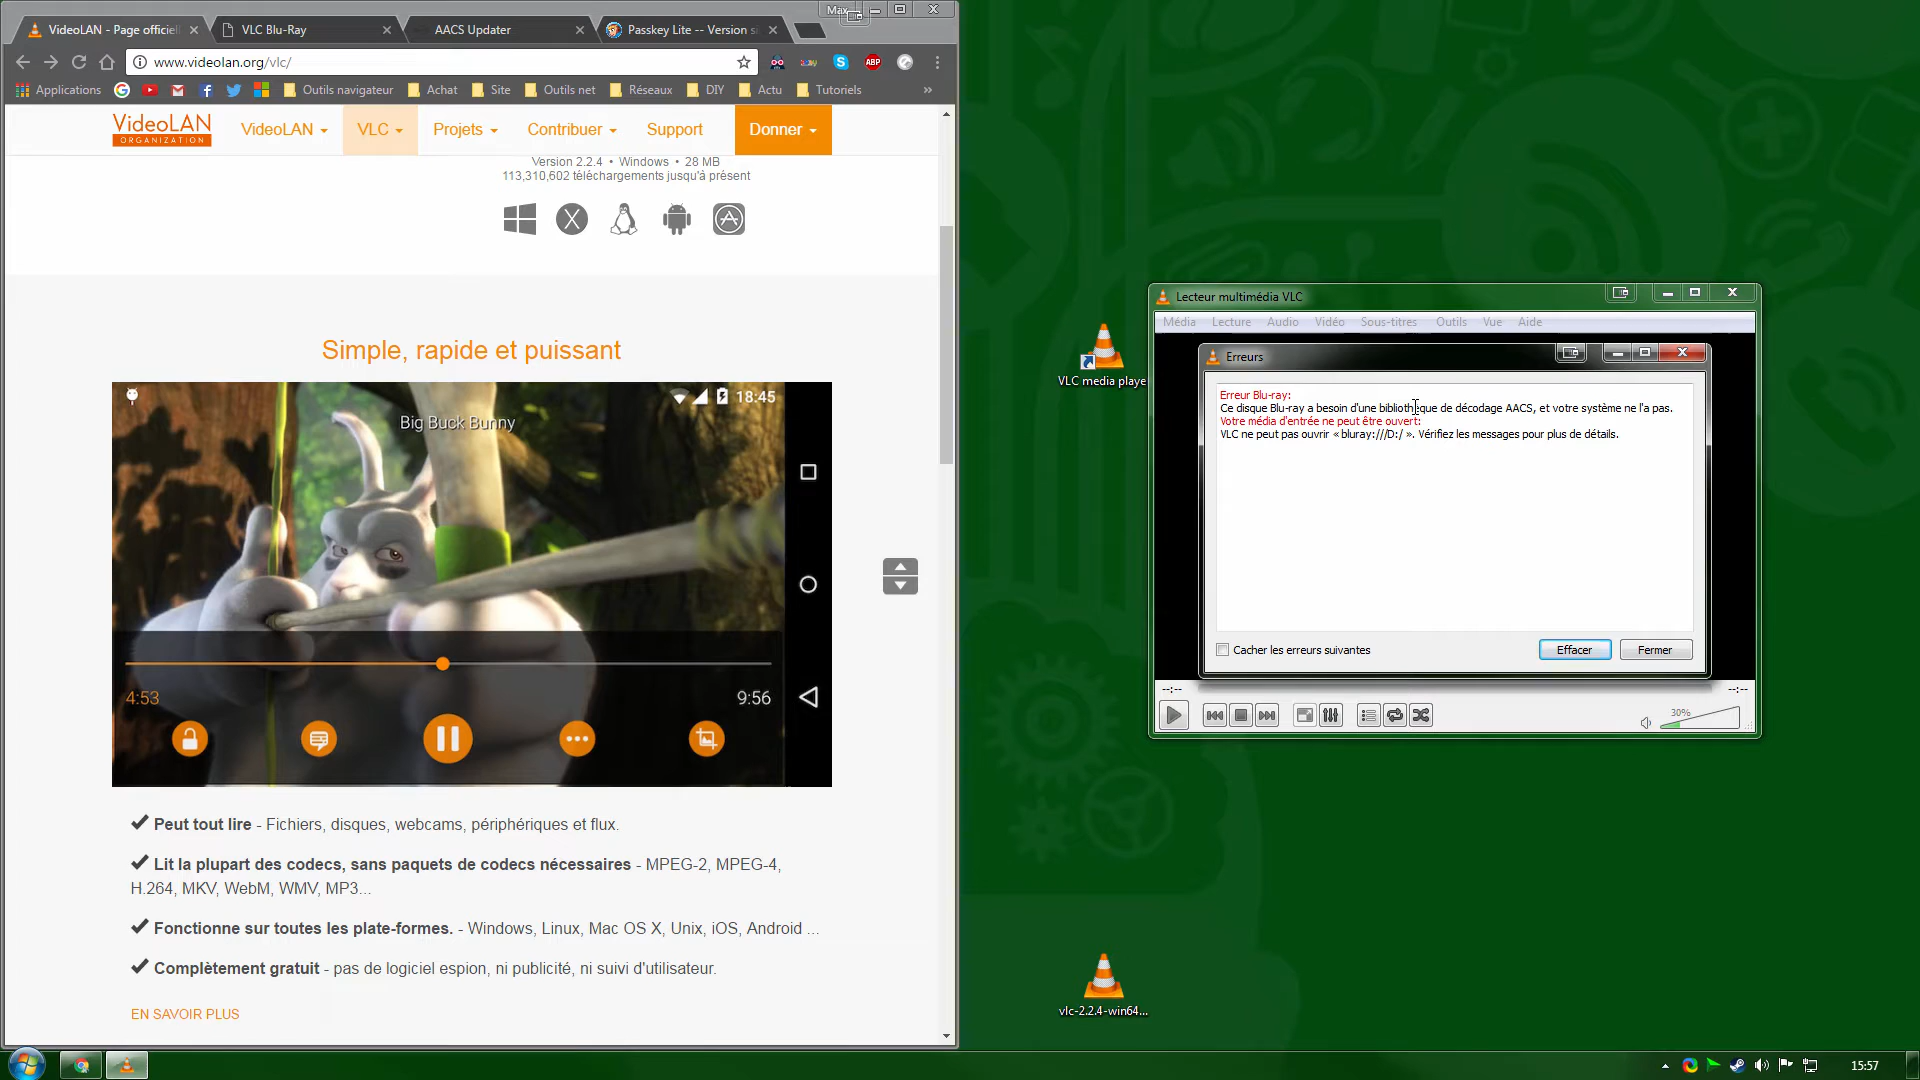 Max
VideoLAN - Page officiel
VLC Blu-Ray
AACS Updater
Passkey Lite -- Version s
www.videolan.org/vlc/
ABP
Applications
Outils navigateur
Achat
Site
Outils net
Réseaux
DIY
Actu
Tutoriels
»
VideoLAN
ORGANIZATION
VideoLAN
VLC
Projets
Contribuer
Support
Donner
Version 2.2.4 • Windows • 28 MB
113,310,602 téléchargements jusqu'à présent
Simple, rapide et puissant
18:45
Big Buck Bunny
4:53
9:56
Peut tout lire - Fichiers, disques, webcams, périphériques et flux.
Lit la plupart des codecs, sans paquets de codecs nécessaires - MPEG-2, MPEG-4,
H.264, MKV, WebM, WMV, MP3...
Fonctionne sur toutes les plate-formes. - Windows, Linux, Mac OS X, Unix, iOS, Android ...
Complètement gratuit - pas de logiciel espion, ni publicité, ni suivi d'utilisateur.
EN SAVOIR PLUS
VLC media playe
vlc-2.2.4-win64...
Lecteur multimédia VLC
Média Lecture Audio Vidéo Sous-titres Outils Vue Aide
Erreurs
Erreur Blu-ray:
Ce disque Blu-ray a besoin d'une bibliothèque de décodage AACS, et votre système ne l'a pas.
Votre média d'entrée ne peut être ouvert:
VLC ne peut pas ouvrir « bluray:///D:/ ». Vérifiez les messages pour plus de détails.
Cacher les erreurs suivantes
Effacer
Fermer
--:--
--:--
30%
15:57